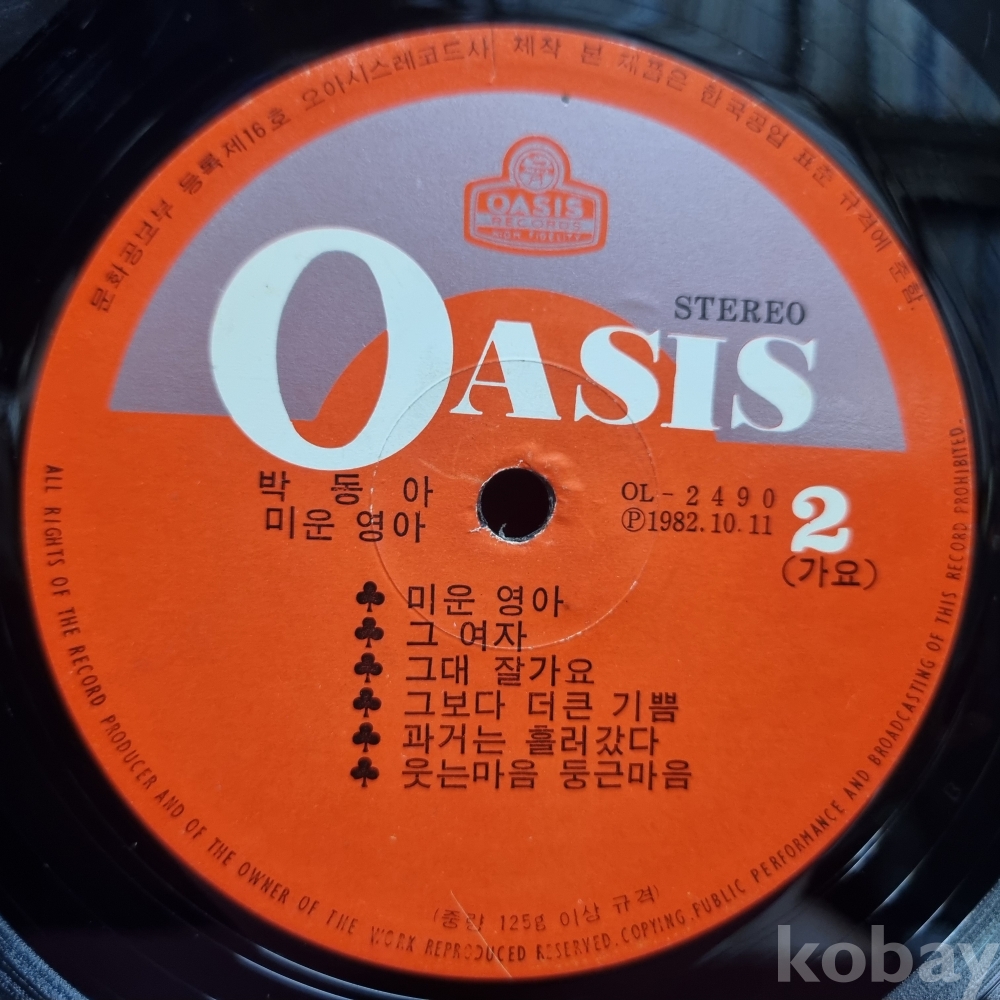 문화공보부 등록 제16호 오아시스레코드사 체작 본 제품은 한국공업 표준 규격에 준함.
OASIS
RECORDS
HIGH FIDELITY
STEREO
OASIS
박동아
미운 영아
OL-2490
Ⓟ1982.10.11
2
(가요)
♣ 미운 영아
♣ 그 여자
♣ 그대 잘가요
♣ 그보다 더큰 기쁨
♣ 과거는 흘러갔다
♣ 웃는마음 둥근마음
(중량 125g 이상 규격)
ALL RIGHTS OF THE RECORD PRODUCER AND OF THE OWNER OF THE WORK REPRODUCED RESERVED. COPYING, PUBLIC PERFORMANCE AND BROADCASTING OF THIS RECORD PROHIBITED.
kobay